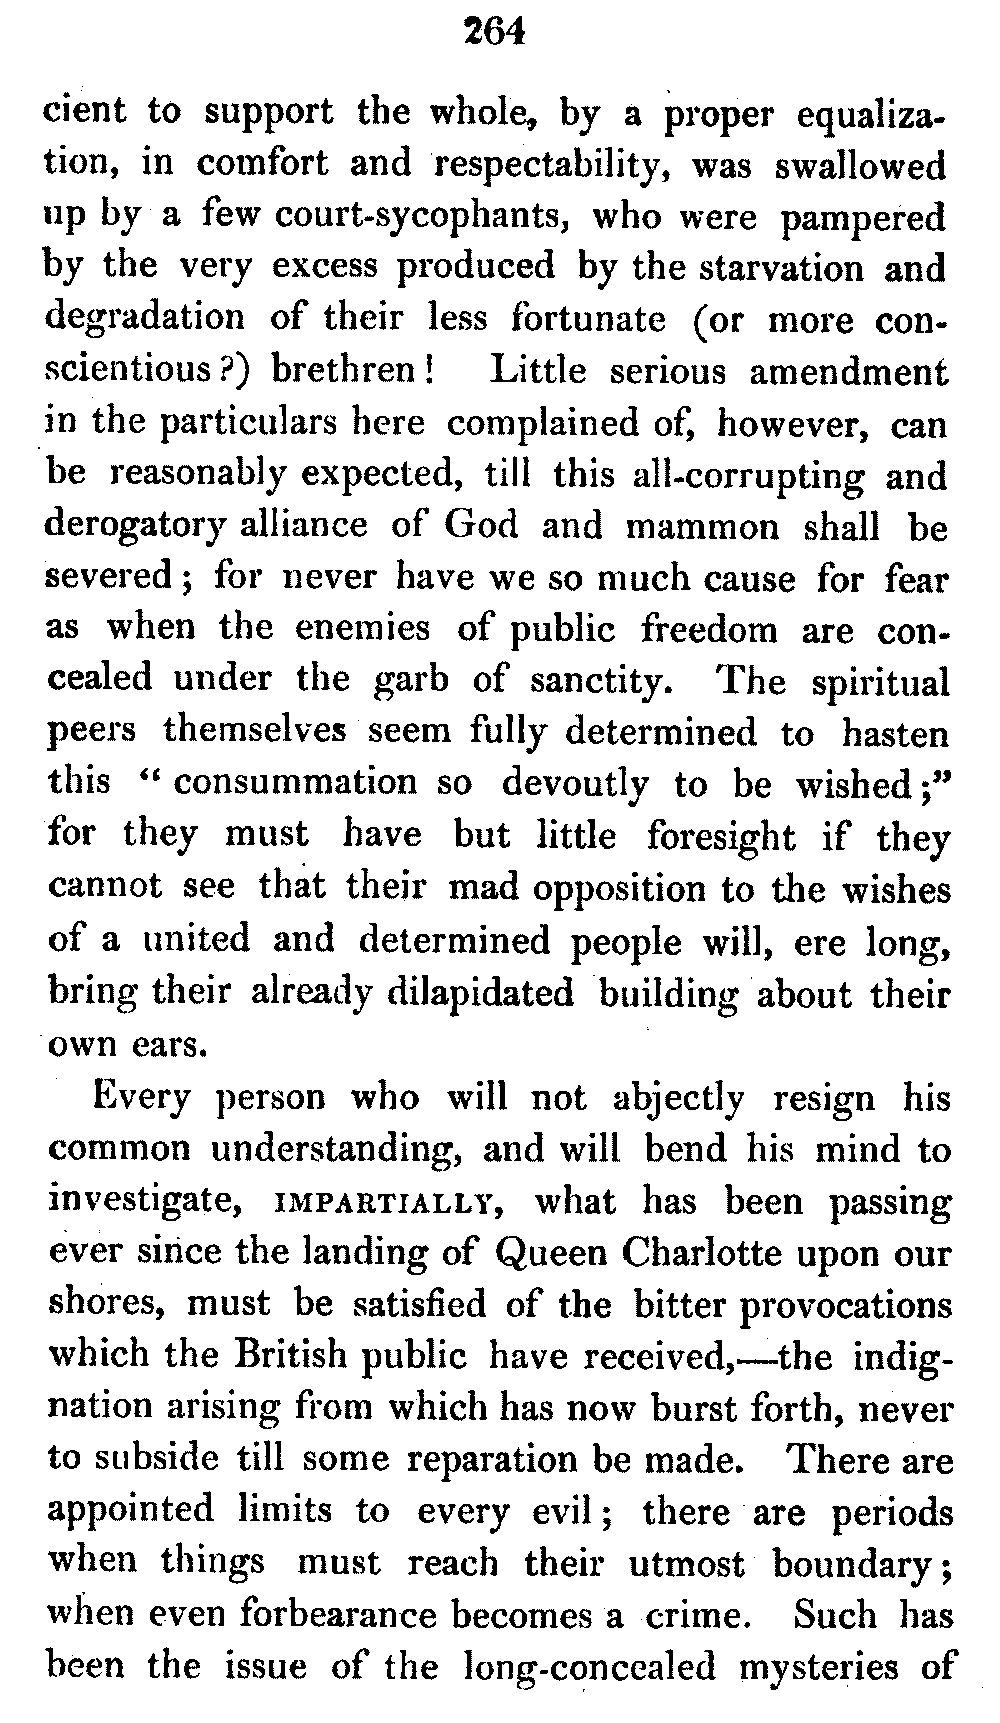 264
cient to support the whole, by a proper equaliza-
tion, in comfort and respectability, was swallowed
up by a few court-sycophants, who were pampered
by the very excess produced by the starvation and
degradation of their less fortunate (or more con-
scientious?) brethren! Little serious amendment
in the particulars here complained of, however, can
be reasonably expected, till this all-corrupting and
derogatory alliance of God and mammon shall be
severed; for never have we so much cause for fear
as when the enemies of public freedom are con-
cealed under the garb of sanctity. The spiritual
peers themselves seem fully determined to hasten
this “consummation so devoutly to be wished;”
for they must have but little foresight if they
cannot see that their mad opposition to the wishes
of a united and determined people will, ere long,
bring their already dilapidated building about their
own ears.
Every person who will not abjectly resign his
common understanding, and will bend his mind to
investigate, IMPARTIALLY, what has been passing
ever since the landing of Queen Charlotte upon our
shores, must be satisfied of the bitter provocations
which the British public have received,—the indig-
nation arising from which has now burst forth, never
to subside till some reparation be made. There are
appointed limits to every evil; there are periods
when things must reach their utmost boundary;
when even forbearance becomes a crime. Such has
been the issue of the long-concealed mysteries of